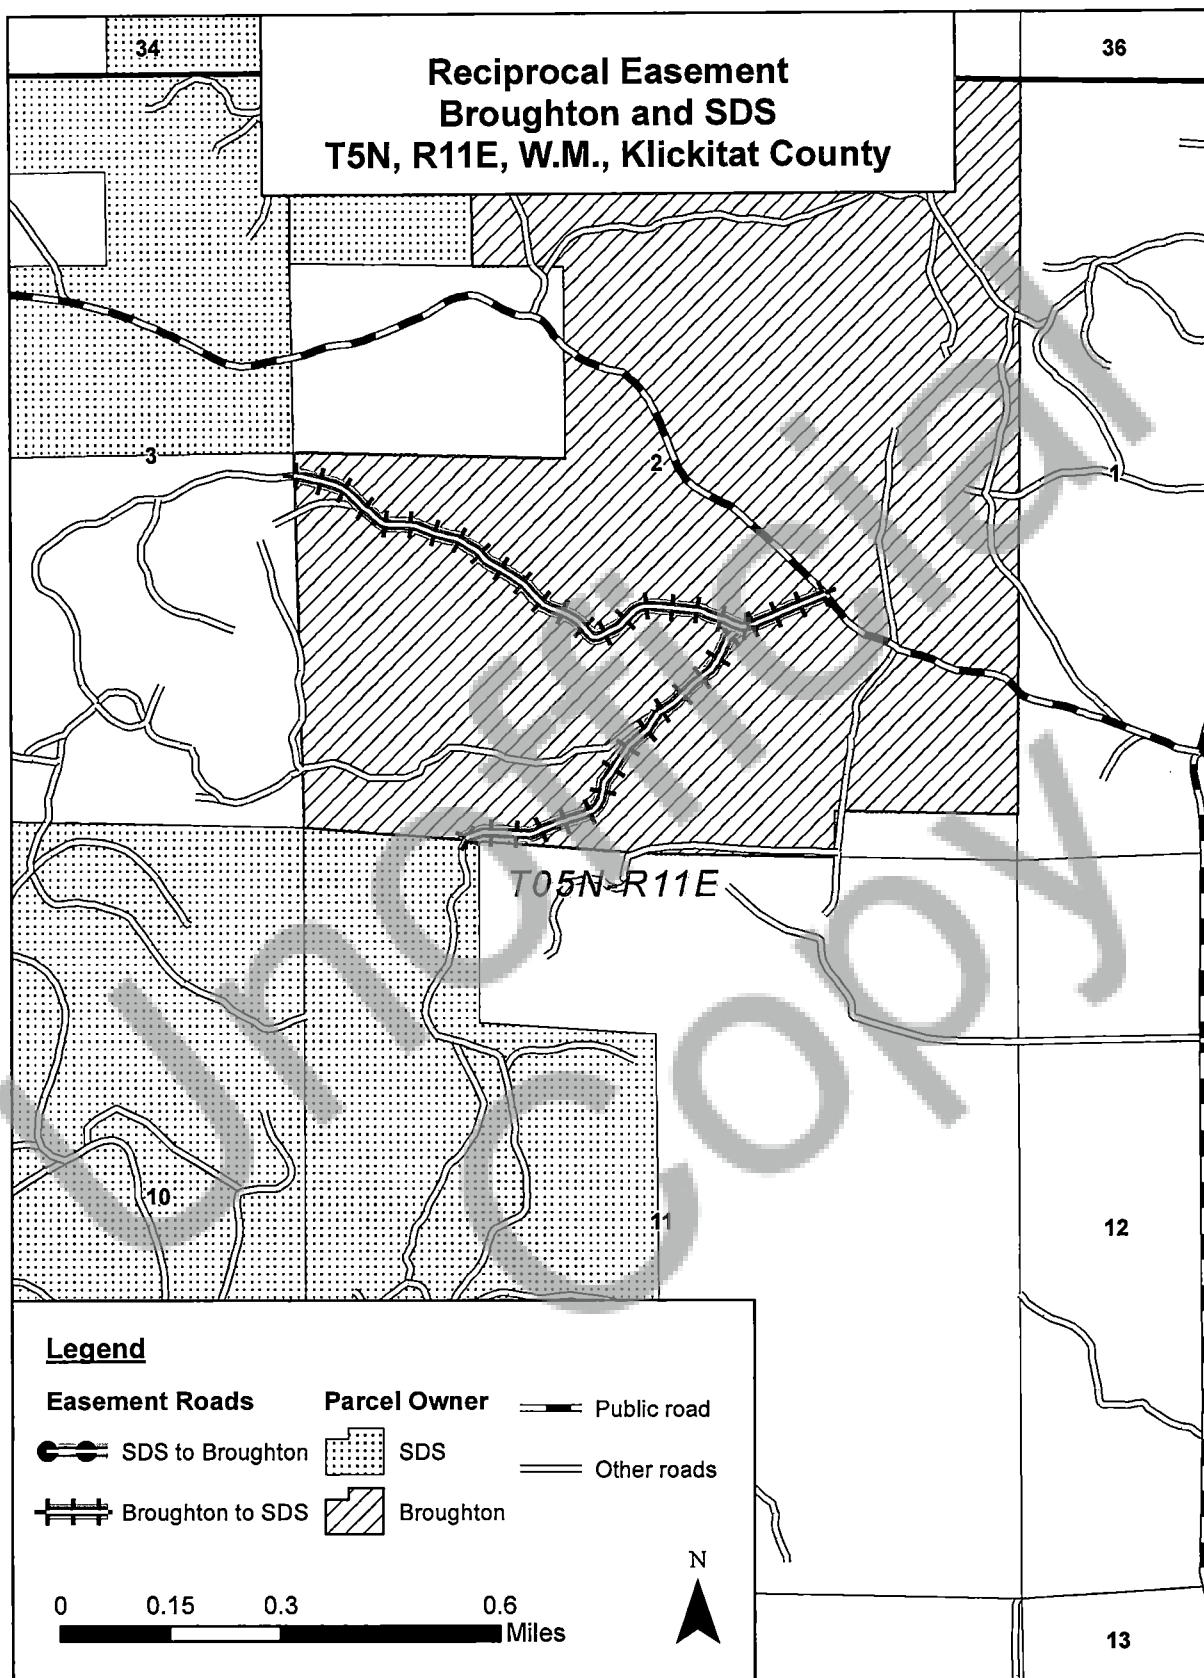 34
36
Reciprocal Easement
Broughton and SDS
T5N, R11E, W.M., Klickitat County
3
2
1
T05N-R11E
10
11
12
Unofficial
Copy
Legend
Easement Roads
SDS to Broughton
Broughton to SDS
Parcel Owner
SDS
Broughton
Public road
Other roads
N
0 0.15 0.3 0.6
Miles
13